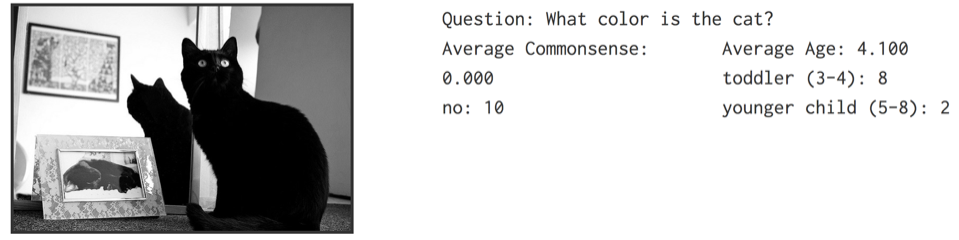 Question: What color is the cat?
Average Commonsense:
0.000
no: 10
Average Age: 4.100
toddler (3-4): 8
younger child (5-8): 2